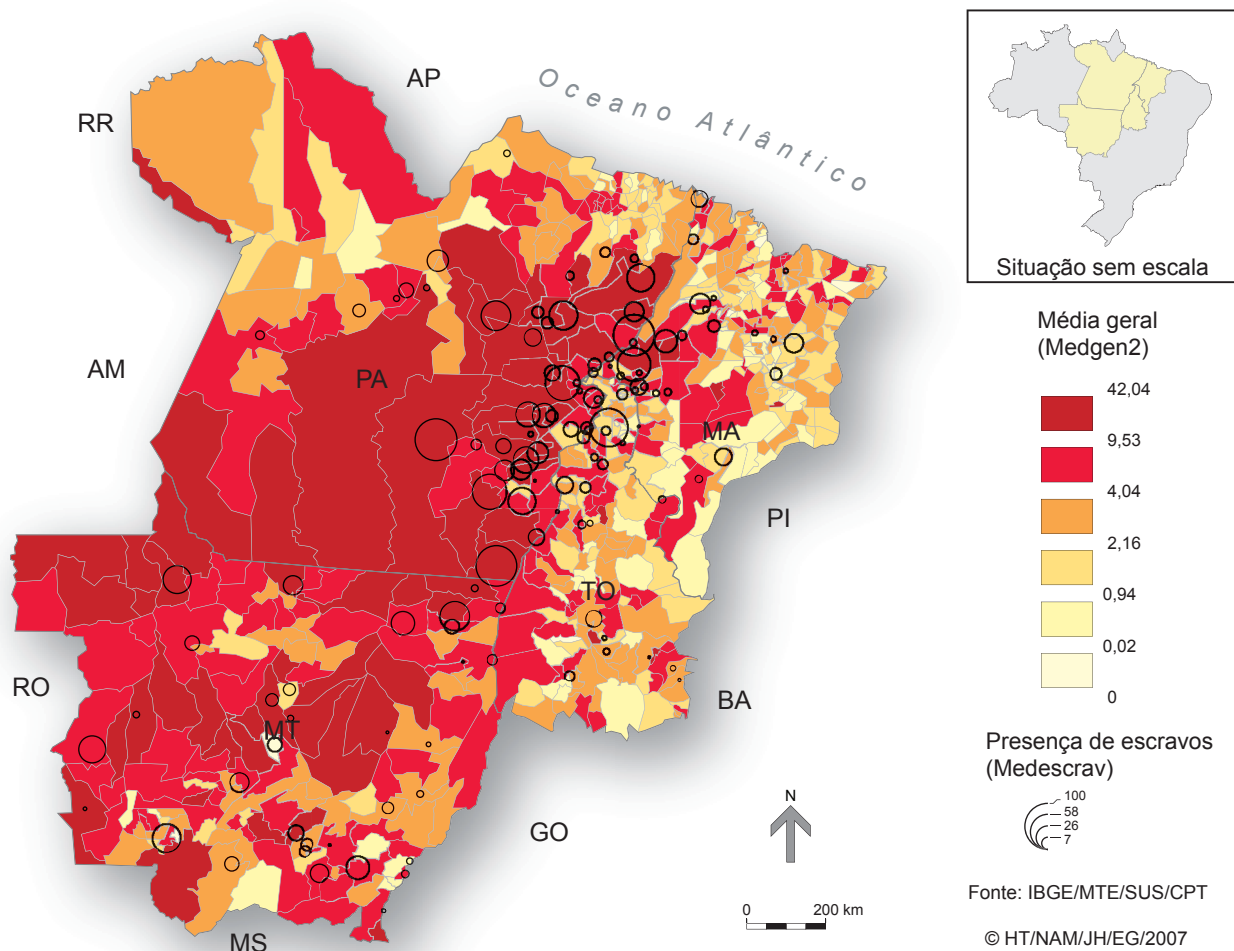 AP
RR
Oceano Atlântico
AM
PA
MA
PI
TO
RO
MT
BA
GO
MS
N
0 200 km
Situação sem escala
Média geral
(Medgen2)
42,04
9,53
4,04
2,16
0,94
0,02
0
Presença de escravos
(Medescrav)
100
58
26
7
Fonte: IBGE/MTE/SUS/CPT
© HT/NAM/JH/EG/2007